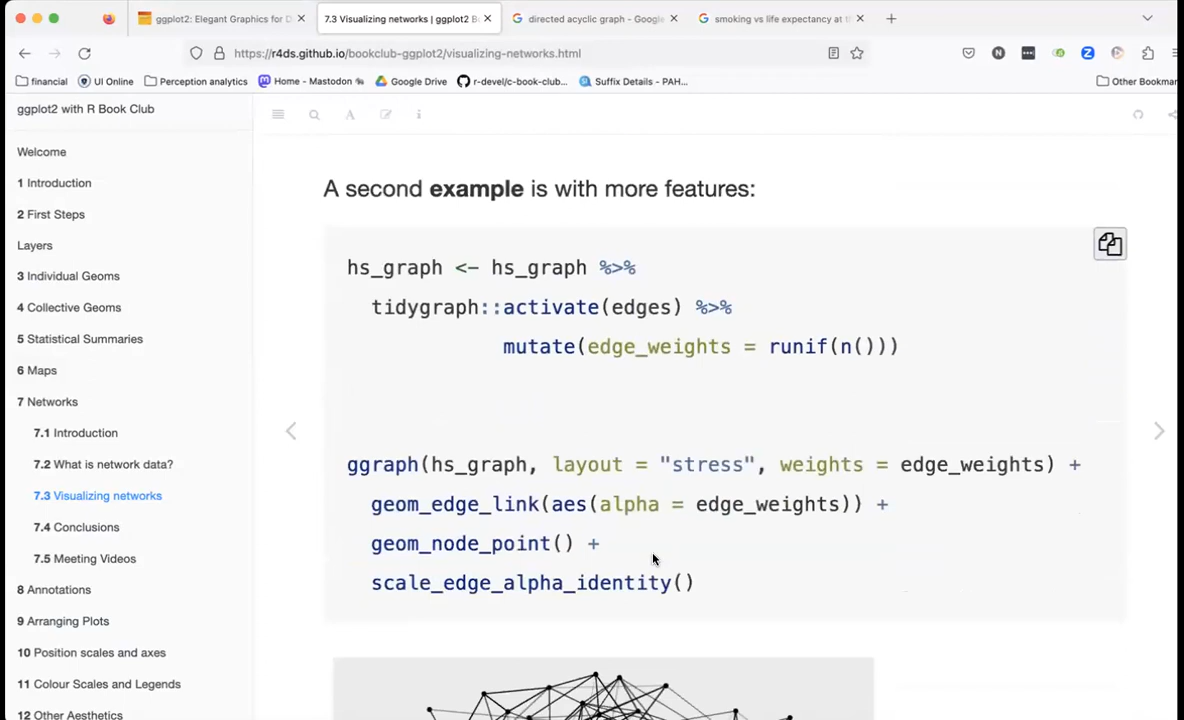 ggplot2: Elegant Graphics for D
7.3 Visualizing networks | ggplot2 B
directed acyclic graph - Google
smoking vs life expectancy at t
https://r4ds.github.io/bookclub-ggplot2/visualizing-networks.html
financial
UI Online
Perception analytics
Home - Mastodon
Google Drive
r-devel/c-book-club...
Suffix Details - PAH...
Other Bookmar
ggplot2 with R Book Club
Welcome
1 Introduction
2 First Steps
Layers
3 Individual Geoms
4 Collective Geoms
5 Statistical Summaries
6 Maps
7 Networks
7.1 Introduction
7.2 What is network data?
7.3 Visualizing networks
7.4 Conclusions
7.5 Meeting Videos
8 Annotations
9 Arranging Plots
10 Position scales and axes
11 Colour Scales and Legends
12 Other Aesthetics
A second example is with more features:
hs_graph <- hs_graph %>%
tidygraph::activate(edges) %>%
mutate(edge_weights = runif(n()))
ggraph(hs_graph, layout = "stress", weights = edge_weights) +
geom_edge_link(aes(alpha = edge_weights)) +
geom_node_point() +
scale_edge_alpha_identity()